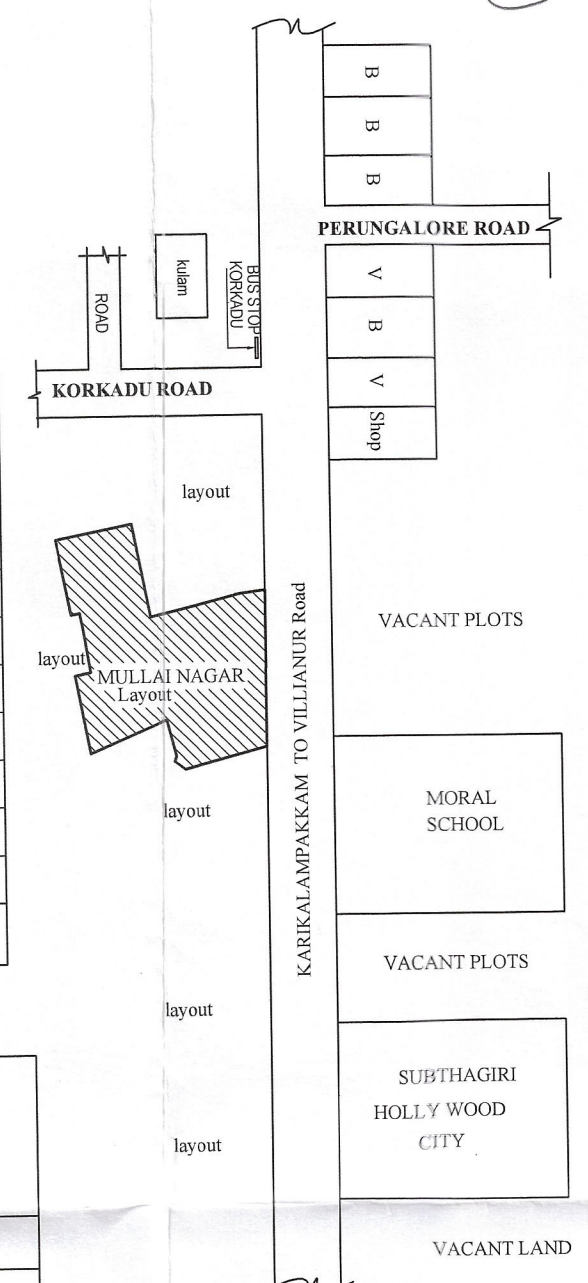 B
B
B
PERUNGALORE ROAD
kulam
BUS STOP
KORKADU
V
ROAD
B
KORKADU ROAD
V
Shop
layout
VACANT PLOTS
layout
MULLAI NAGAR
Layout
KARIKALAMPAKKAM TO VILLIANUR Road
layout
MORAL
SCHOOL
VACANT PLOTS
layout
SUBTHAGIRI
HOLLY WOOD
CITY
layout
VACANT LAND